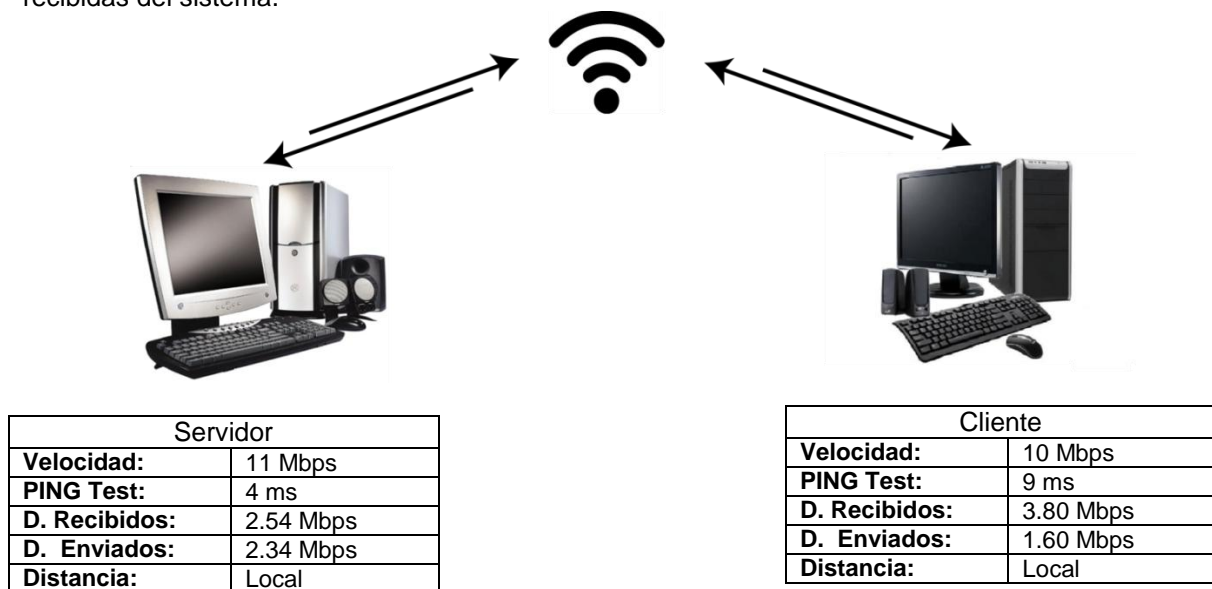 recibidas del sistema.
Servidor
Velocidad: 11 Mbps
PING Test: 4 ms
D. Recibidos: 2.54 Mbps
D. Enviados: 2.34 Mbps
Distancia: Local
Cliente
Velocidad: 10 Mbps
PING Test: 9 ms
D. Recibidos: 3.80 Mbps
D. Enviados: 1.60 Mbps
Distancia: Local